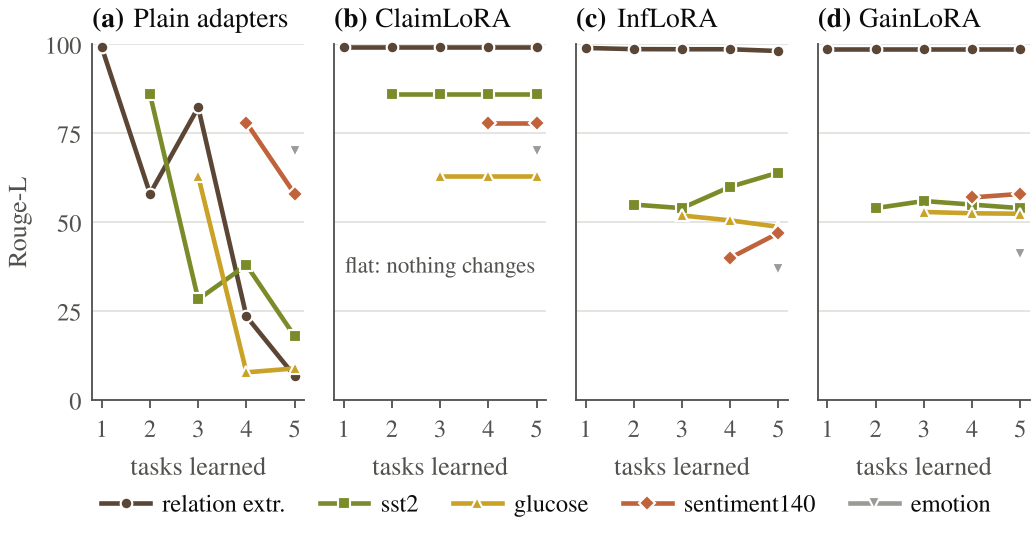 (a) Plain adapters
(b) ClaimLoRA
(c) InfLoRA
(d) GainLoRA
Rouge-L
100
75
50
25
0
flat: nothing changes
1 2 3 4 5
1 2 3 4 5
1 2 3 4 5
1 2 3 4 5
tasks learned
tasks learned
tasks learned
tasks learned
relation extr. sst2 glucose sentiment140 emotion